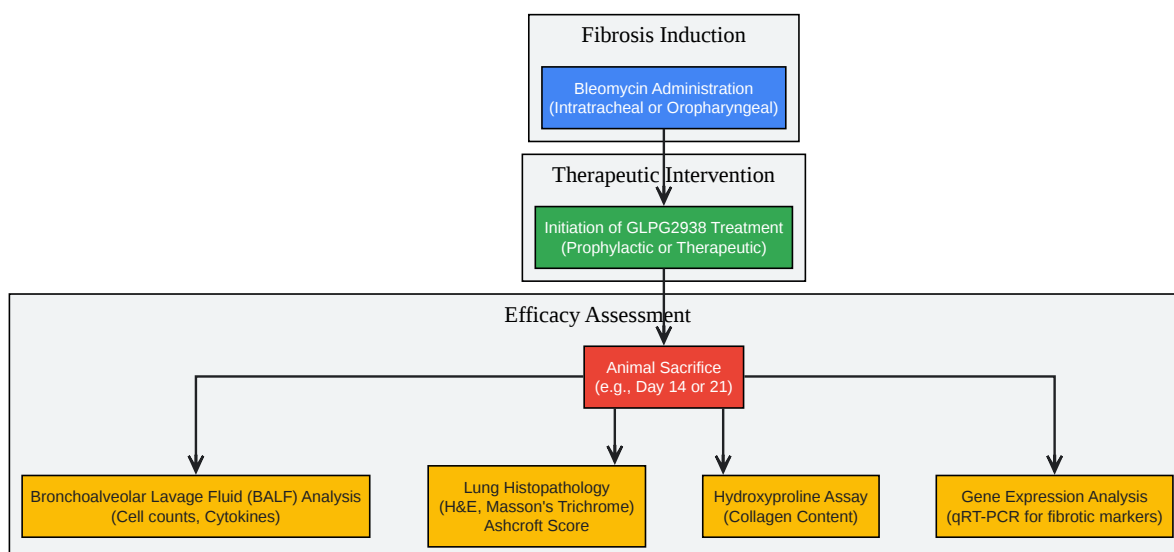 Fibrosis Induction
Bleomycin Administration
(Intratracheal or Oropharyngeal)
Therapeutic Intervention
Initiation of GLPG2938 Treatment
(Prophylactic or Therapeutic)
Efficacy Assessment
Animal Sacrifice
(e.g., Day 14 or 21)
Bronchoalveolar Lavage Fluid (BALF) Analysis
(Cell counts, Cytokines)
Lung Histopathology
(H&E, Masson's Trichrome)
Ashcroft Score
Hydroxyproline Assay
(Collagen Content)
Gene Expression Analysis
(qRT-PCR for fibrotic markers)